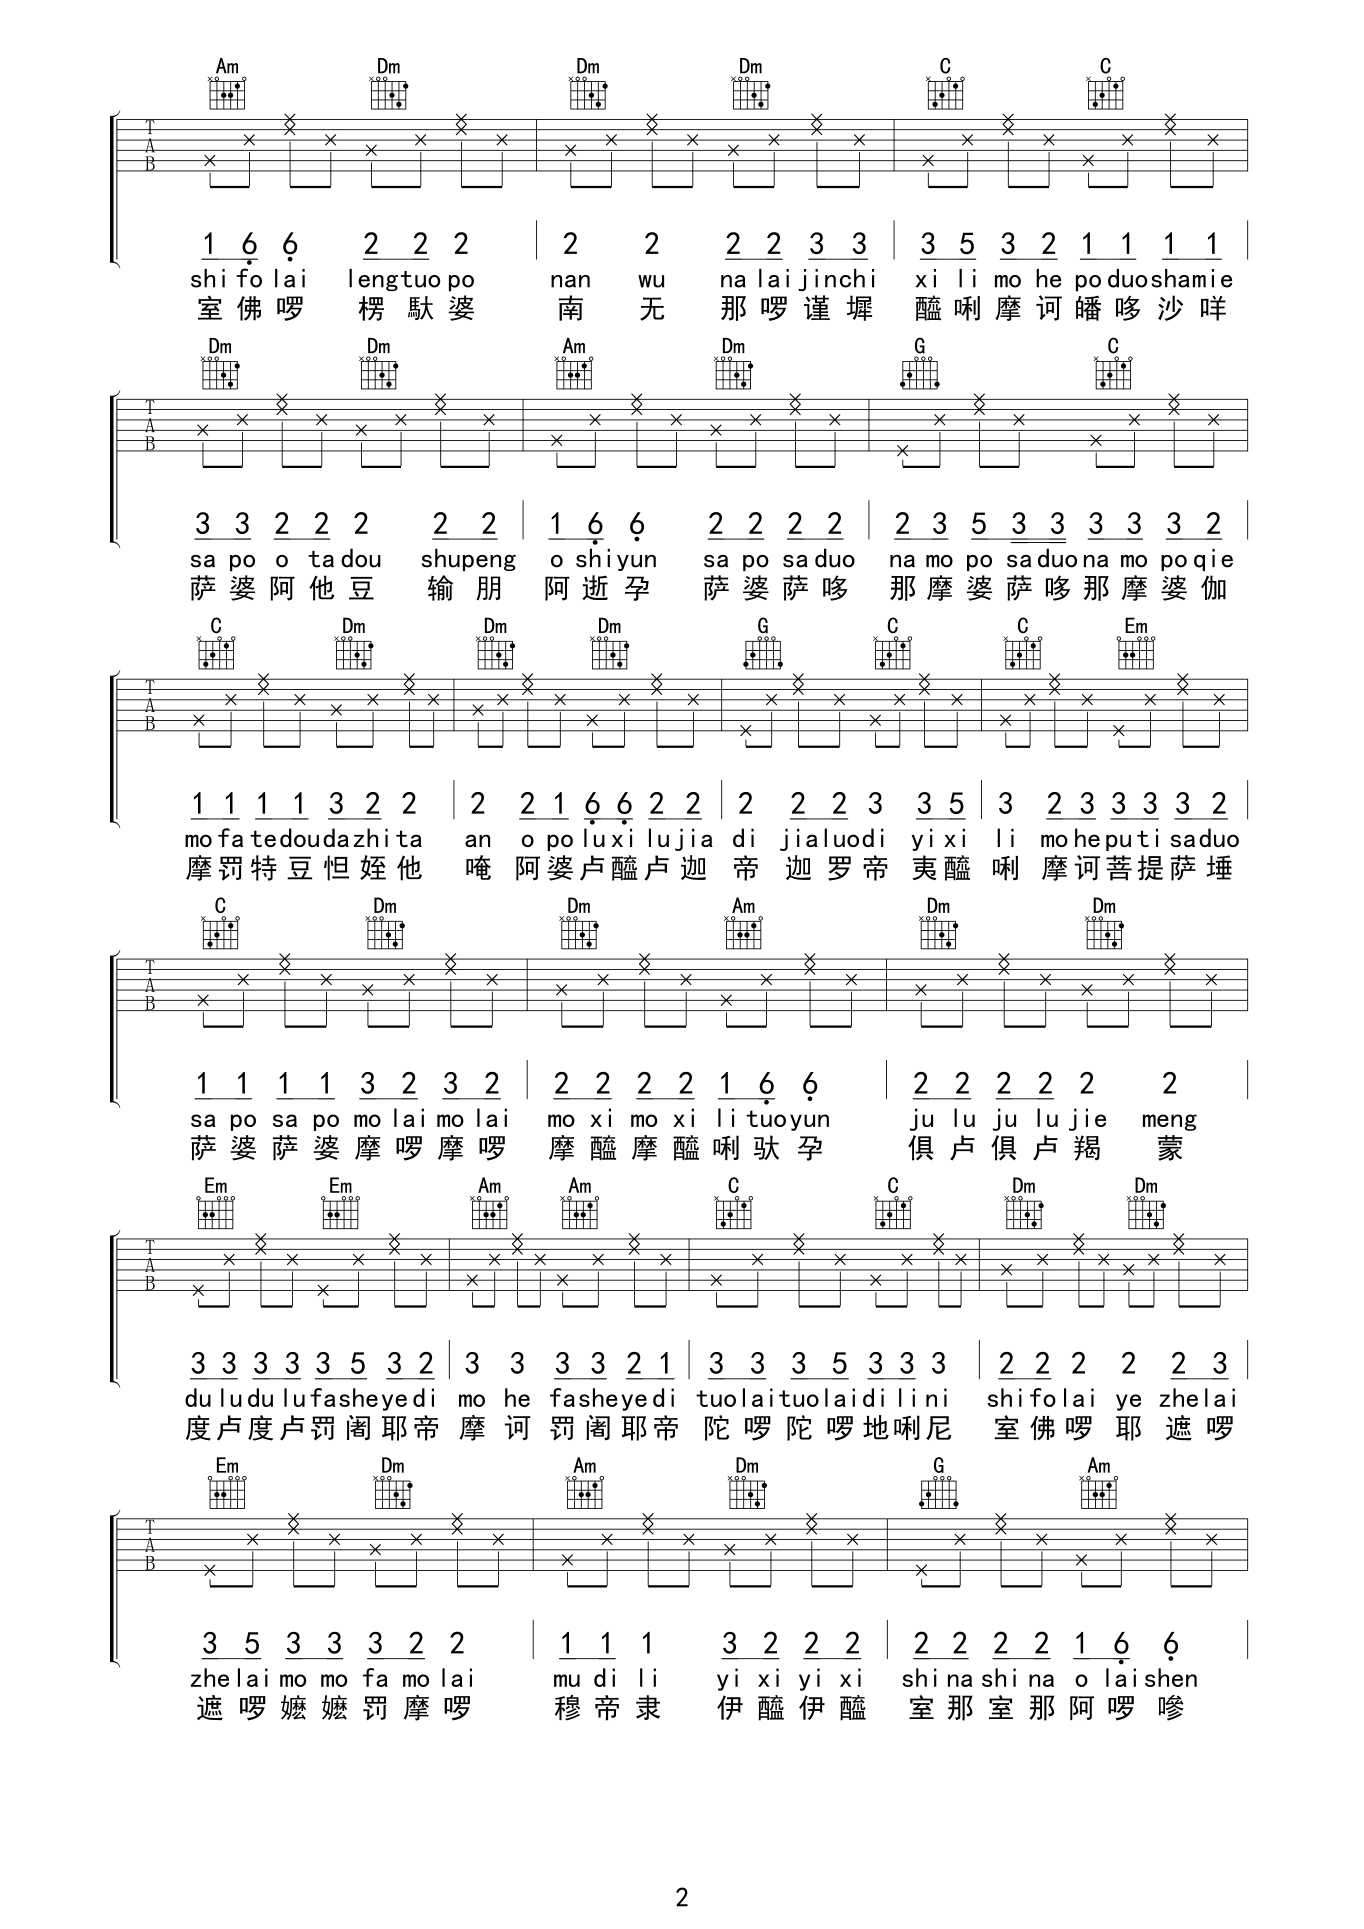 Am Dm Dm Dm C C
T
A
B
1 6 6 2 2 2 2 2 2 2 3 3 3 5 3 2 1 1 1 1
shi fo lai leng tuo po nan wu na lai jin chi xi li mo he po duo sha mie
室 佛 啰 楞 馱 婆 南 无 那 啰 谨 墀 醯 唎 摩 诃 皤 哆 沙 咩
Dm Dm Am Dm G C
T
A
B
3 3 2 2 2 2 2 1 6 6 2 2 2 2 2 3 5 3 3 3 3 3 2
sa po o ta dou shu peng o shi yun sa po sa duo na mo po sa duo na mo po qie
萨 婆 阿 他 豆 输 朋 阿 逝 孕 萨 婆 萨 哆 那 摩 婆 萨 哆 那 摩 婆 伽
C Dm Dm Dm G C C Em
T
A
B
1 1 1 1 3 2 2 2 2 1 6 6 2 2 2 2 2 3 3 5 3 2 3 3 3 3 2
mo fa te dou da zhi ta an o po lu xi lu jia di jia luo di yi xi li mo he pu ti sa duo
摩 罚 特 豆 怛 姪 他 唵 阿 婆 卢 醯 卢 迦 帝 迦 罗 帝 夷 醯 唎 摩 诃 菩 提 萨 埵
C Dm Dm Am Dm Dm
T
A
B
1 1 1 1 3 2 3 2 2 2 2 2 1 6 6 2 2 2 2 2 2
sa po sa po mo lai mo lai mo xi mo xi li tuo yun ju lu ju lu jie meng
萨 婆 萨 婆 摩 啰 摩 啰 摩 醯 摩 醯 唎 驮 孕 俱 卢 俱 卢 羯 蒙
Em Em Am Am C C Dm Dm
T
A
B
3 3 3 3 3 5 3 2 3 3 3 3 2 1 3 3 3 5 3 3 3 2 2 2 2 2 3
du lu du lu fa she ye di mo he fa she ye di tuo lai tuo lai di li ni shi fo lai ye zhe lai
度 卢 度 卢 罚 阇 耶 帝 摩 诃 罚 阇 耶 帝 陀 啰 陀 啰 地 唎 尼 室 佛 啰 耶 遮 啰
Em Dm Am Dm G Am
T
A
B
3 5 3 3 3 2 2 1 1 1 3 2 2 2 2 2 2 2 1 6 6
zhe lai mo mo fa mo lai mu di li yi xi yi xi shi na shi na o lai shen
遮 啰 嬷 嬷 罚 摩 啰 穆 帝 隶 伊 醯 伊 醯 室 那 室 那 阿 啰 嘇
2